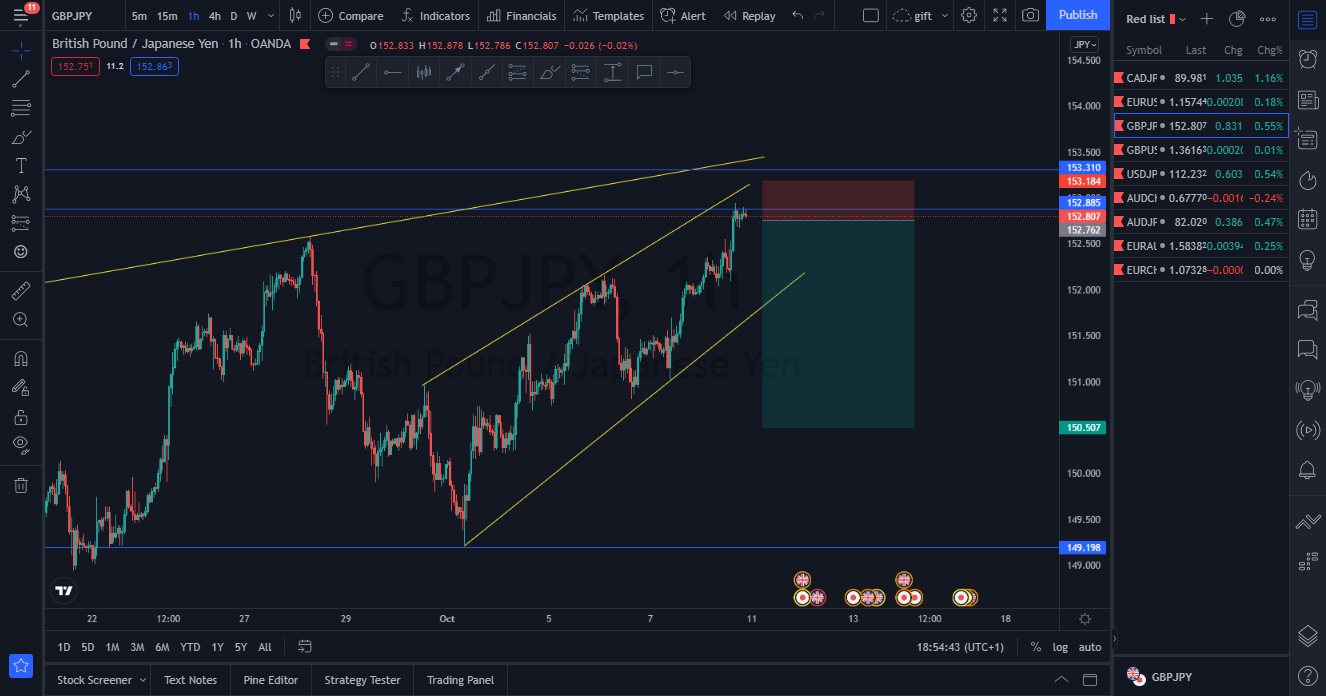 11
GBPJPY 5m 15m 1h 4h D W Compare Indicators Financials Templates Alert Replay gift Publish
British Pound / Japanese Yen · 1h · OANDA O152.833 H152.878 L152.786 C152.807 −0.026 (−0.02%)
152.751 11.2 152.863
JPY
154.500
154.000
153.500
153.310
153.184
152.885
152.807
152.762
152.500
152.000
151.500
151.000
150.507
150.000
149.500
149.198
149.000
GBPJPY, 1h
British Pound / Japanese Yen
22 12:00 27 29 Oct 5 7 11 13 12:00 18
1D 5D 1M 3M 6M YTD 1Y 5Y All 18:54:43 (UTC+1) % log auto
Stock Screener Text Notes Pine Editor Strategy Tester Trading Panel
Red list
Symbol Last Chg Chg%
CADJP 89.981 1.035 1.16%
EURUS 1.15744 0.00208 0.18%
GBPJP 152.807 0.831 0.55%
GBPUS 1.36163 0.00020 0.01%
USDJP 112.232 0.603 0.54%
AUDCH 0.67770 −0.0016 −0.24%
AUDJP 82.020 0.386 0.47%
EURAU 1.58382 0.00394 0.25%
EURCH 1.07328 −0.0000 0.00%
GBPJPY